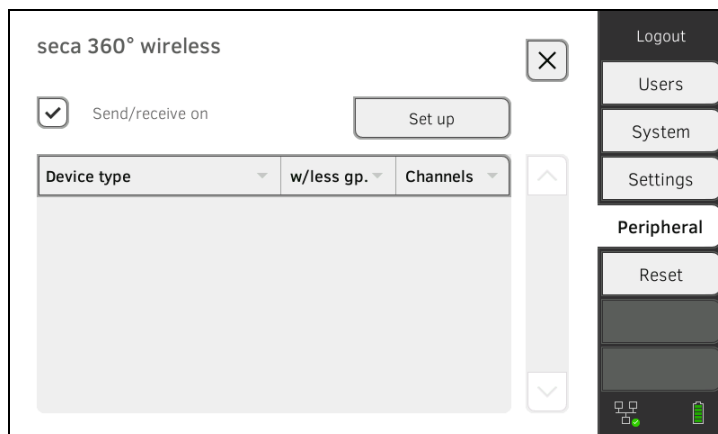 seca 360° wireless
Send/receive on
Set up
Device type w/less gp. Channels
Logout
Users
System
Settings
Peripheral
Reset